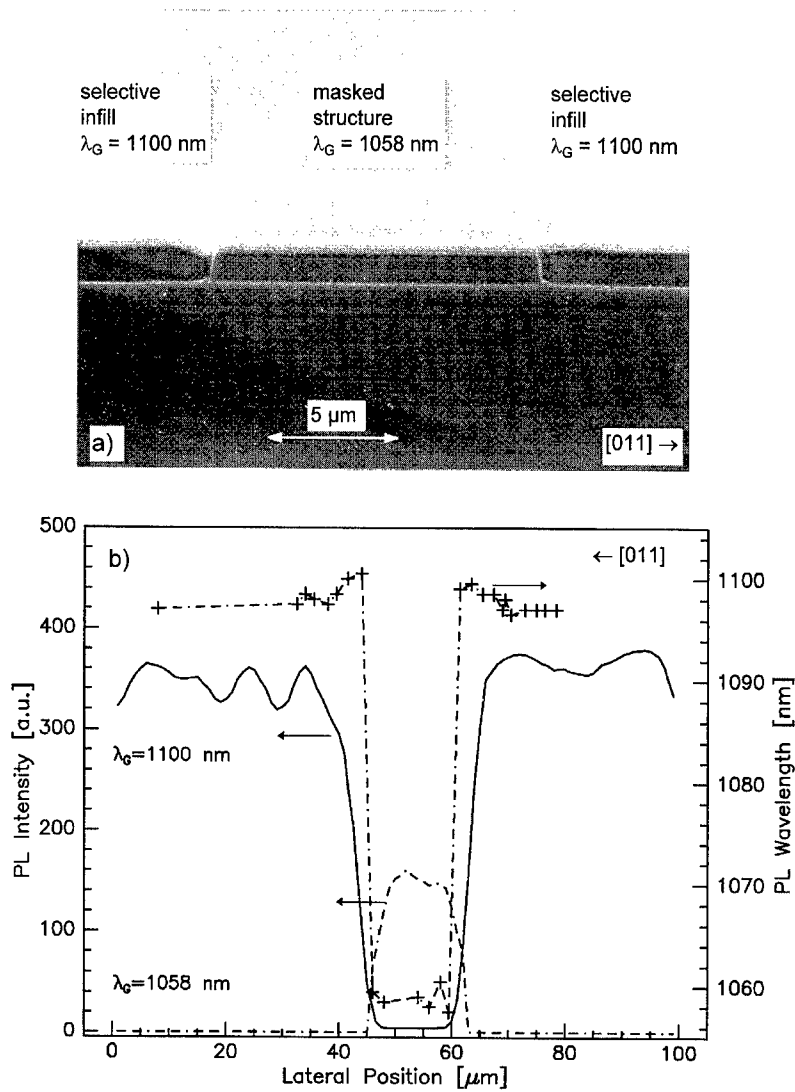 selective
infill
λG = 1100 nm
masked
structure
λG = 1058 nm
selective
infill
λG = 1100 nm
5 µm
a)
[011] →
b)
← [011]
500
400
300
200
100
0
PL Intensity [a.u.]
λG=1100 nm
λG=1058 nm
1100
1090
1080
1070
1060
PL Wavelength [nm]
0 20 40 60 80 100
Lateral Position [µm]